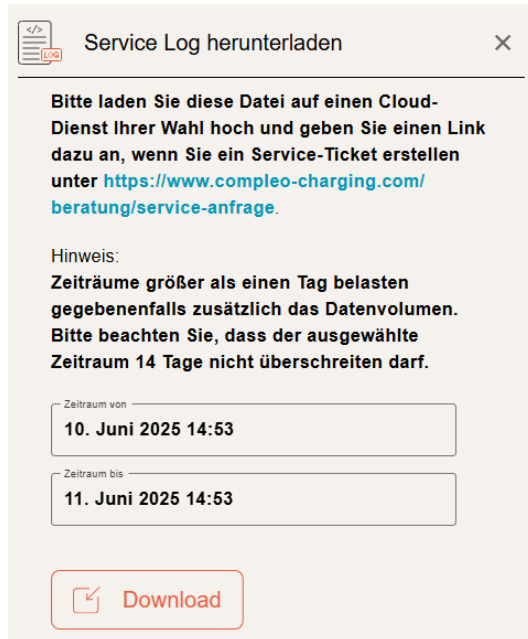 </>
LOG
Service Log herunterladen
Bitte laden Sie diese Datei auf einen Cloud-
Dienst Ihrer Wahl hoch und geben Sie einen Link
dazu an, wenn Sie ein Service-Ticket erstellen
unter https://www.compleo-charging.com/
beratung/service-anfrage.
Hinweis:
Zeiträume größer als einen Tag belasten
gegebenenfalls zusätzlich das Datenvolumen.
Bitte beachten Sie, dass der ausgewählte
Zeitraum 14 Tage nicht überschreiten darf.
Zeitraum von
10. Juni 2025 14:53
Zeitraum bis
11. Juni 2025 14:53
Download